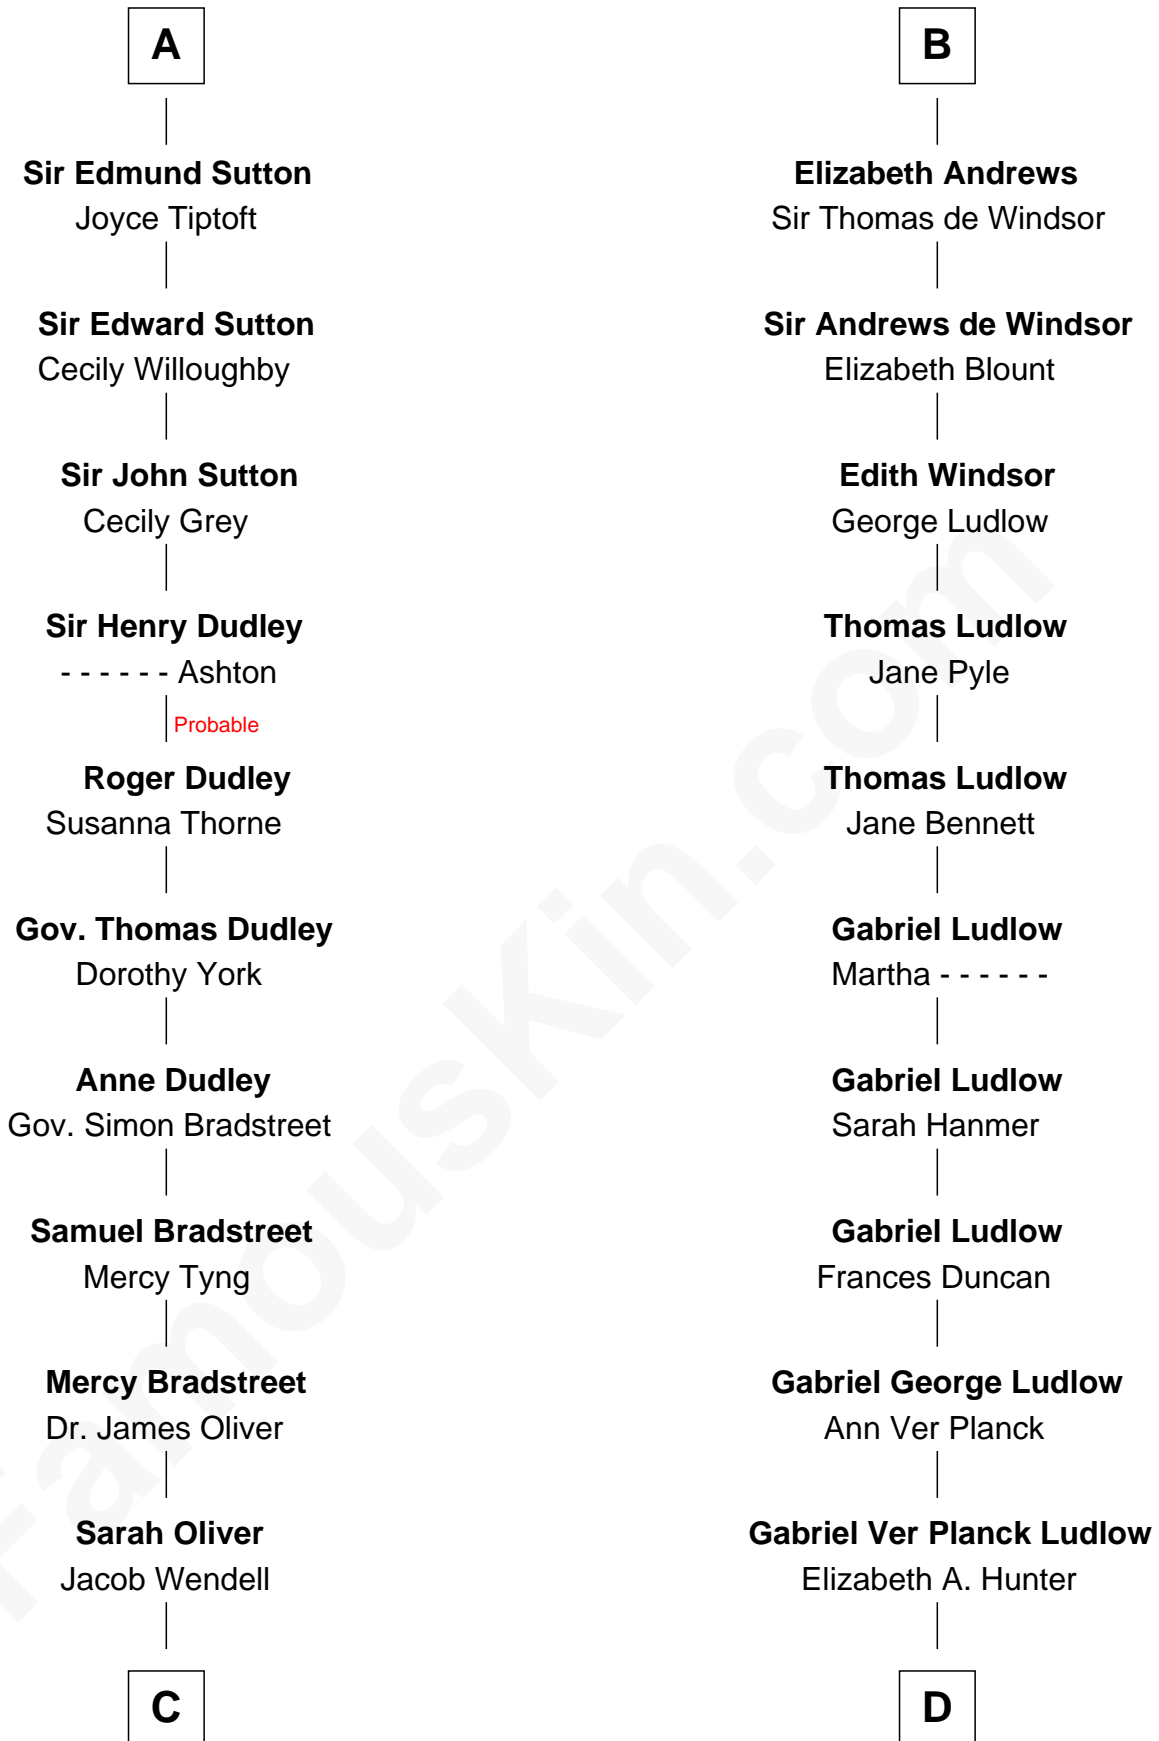 A
Sir Edmund Sutton
Joyce Tiptoft
Sir Edward Sutton
Cecily Willoughby
Sir John Sutton
Cecily Grey
Sir Henry Dudley
- - - - - - Ashton
Probable
Roger Dudley
Susanna Thorne
Gov. Thomas Dudley
Dorothy York
Anne Dudley
Gov. Simon Bradstreet
Samuel Bradstreet
Mercy Tyng
Mercy Bradstreet
Dr. James Oliver
Sarah Oliver
Jacob Wendell
C
B
Elizabeth Andrews
Sir Thomas de Windsor
Sir Andrews de Windsor
Elizabeth Blount
Edith Windsor
George Ludlow
Thomas Ludlow
Jane Pyle
Thomas Ludlow
Jane Bennett
Gabriel Ludlow
Martha - - - - - -
Gabriel Ludlow
Sarah Hanmer
Gabriel Ludlow
Frances Duncan
Gabriel George Ludlow
Ann Ver Planck
Gabriel Ver Planck Ludlow
Elizabeth A. Hunter
D
FamousKin.com